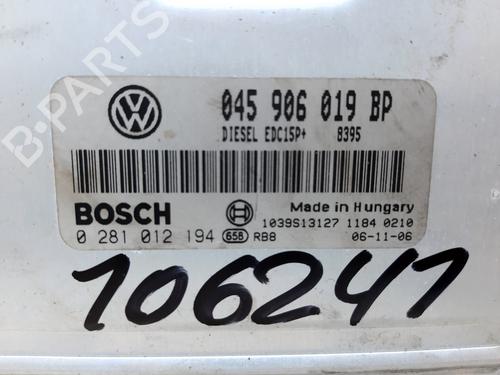 045 906 019 BP
DIESEL EDC15P+ 8395
BOSCH
Made in Hungary
1039S13127 1184 0210
0 281 012 194 658 RB8 06-11-06
106241
B-PARTS